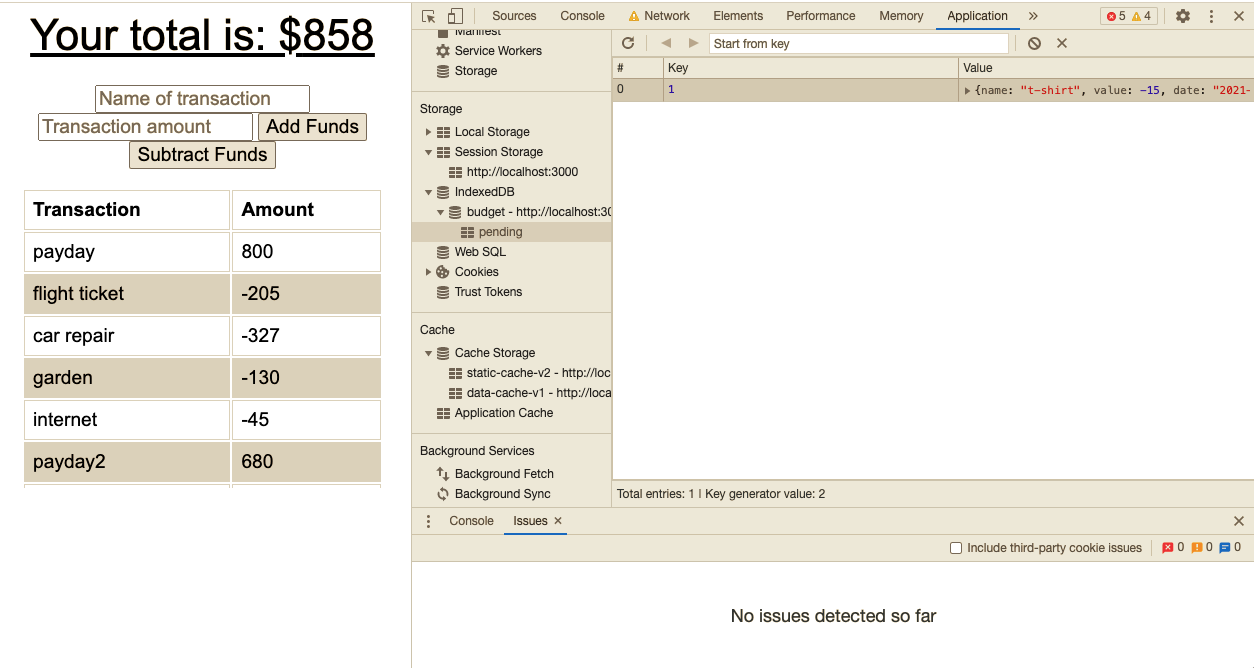 Your total is: $858
Name of transaction
Transaction amount Add Funds
Subtract Funds
Transaction Amount
payday 800
flight ticket -205
car repair -327
garden -130
internet -45
payday2 680
Sources Console Network Elements Performance Memory Application » 5 4
Manifest
Service Workers
Storage
Storage
Local Storage
Session Storage
http://localhost:3000
IndexedDB
budget - http://localhost:30
pending
Web SQL
Cookies
Trust Tokens
Cache
Cache Storage
static-cache-v2 - http://loc
data-cache-v1 - http://loca
Application Cache
Background Services
Background Fetch
Background Sync
Start from key
# Key Value
0 1 {name: "t-shirt", value: -15, date: "2021-
Total entries: 1 | Key generator value: 2
Console Issues
Include third-party cookie issues 0 0 0
No issues detected so far